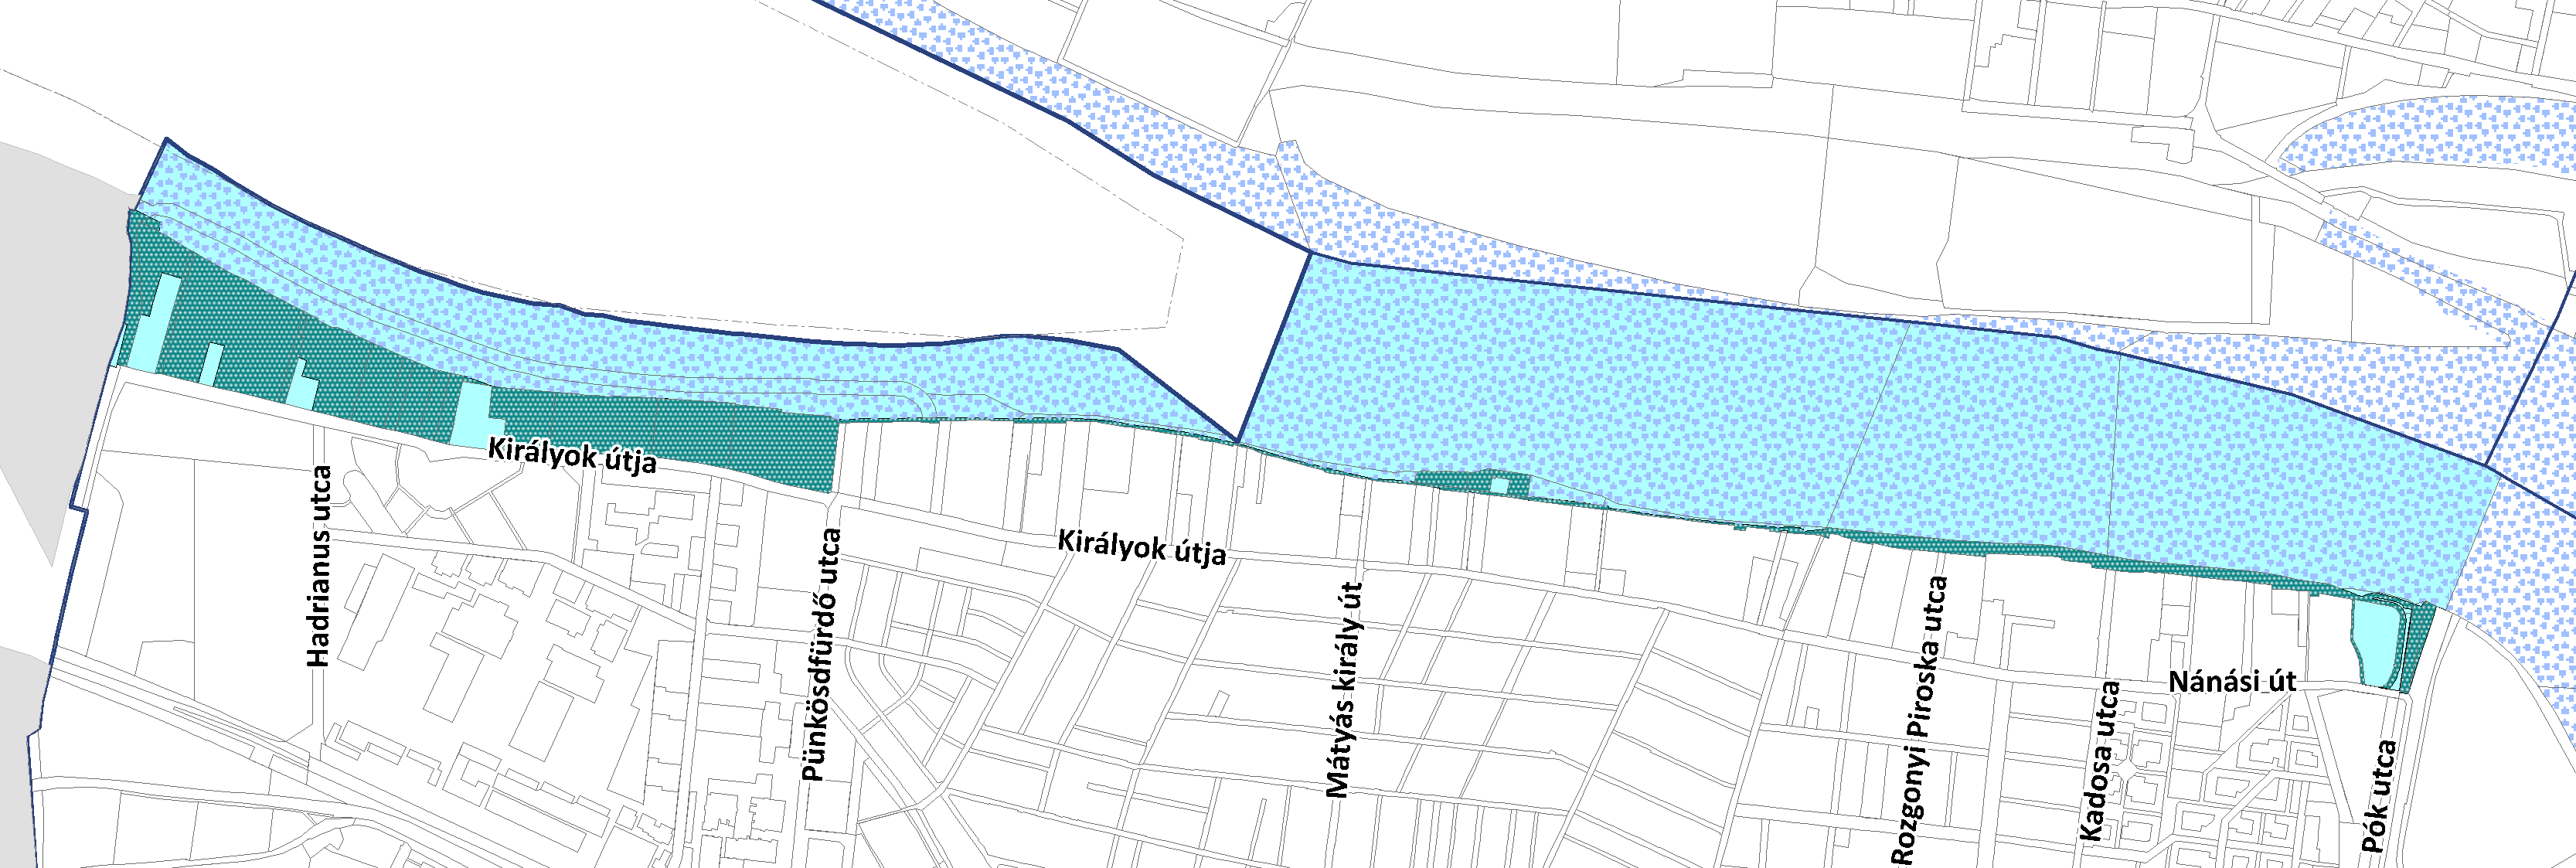 Királyok útja
Hadrianus utca
Pünkösdfürdő utca
Királyok útja
Mátyás király út
Rozgonyi Piroska utca
Kadosa utca
Nánási út
Pók utca